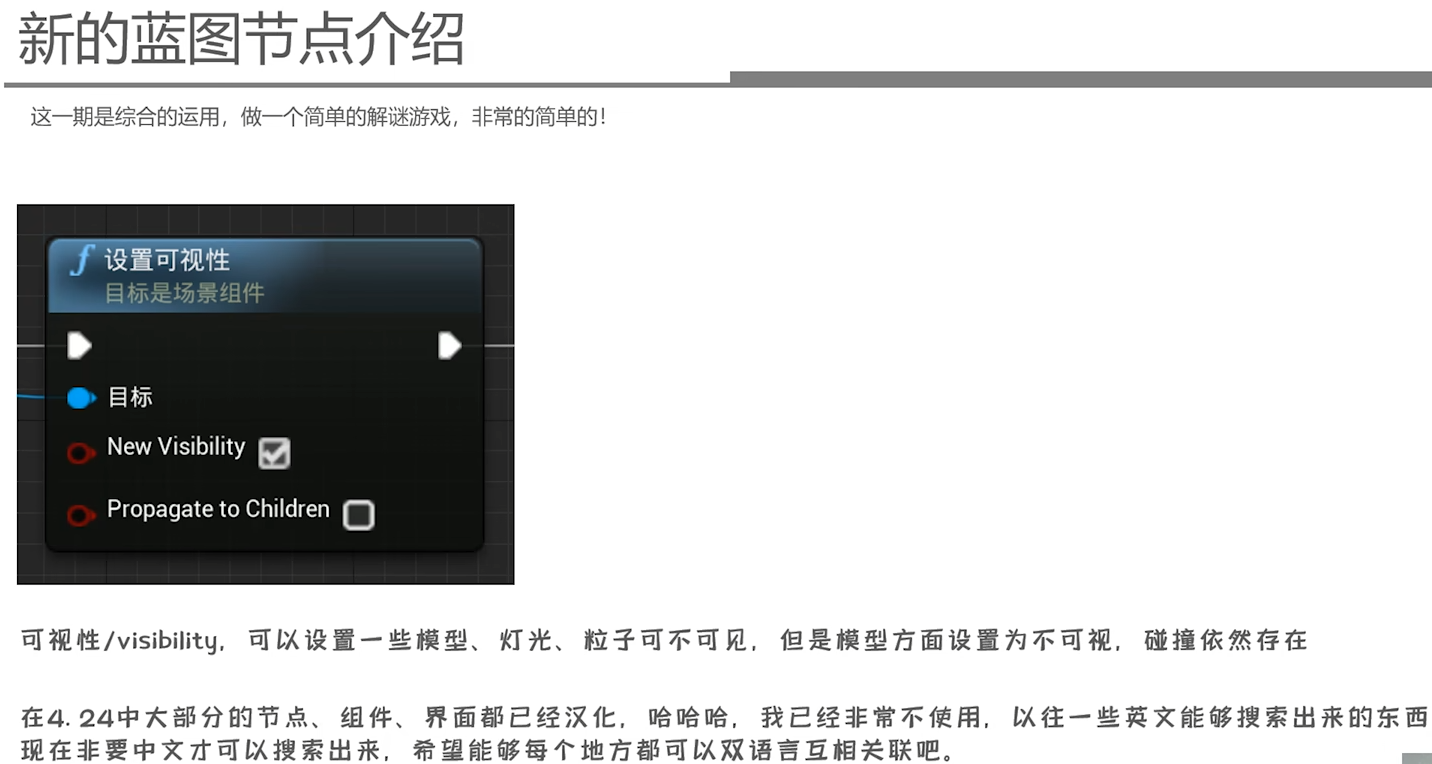 新的蓝图节点介绍
这一期是综合的运用，做一个简单的解谜游戏，非常的简单的！
f 设置可视性
目标是场景组件
目标
New Visibility
Propagate to Children
可视性/visibility，可以设置一些模型、灯光、粒子可不可见，但是模型方面设置为不可视，碰撞依然存在
在4.24中大部分的节点、组件、界面都已经汉化，哈哈哈，我已经非常不使用，以往一些英文能够搜索出来的东西
现在非要中文才可以搜索出来，希望能够每个地方都可以双语言互相关联吧。